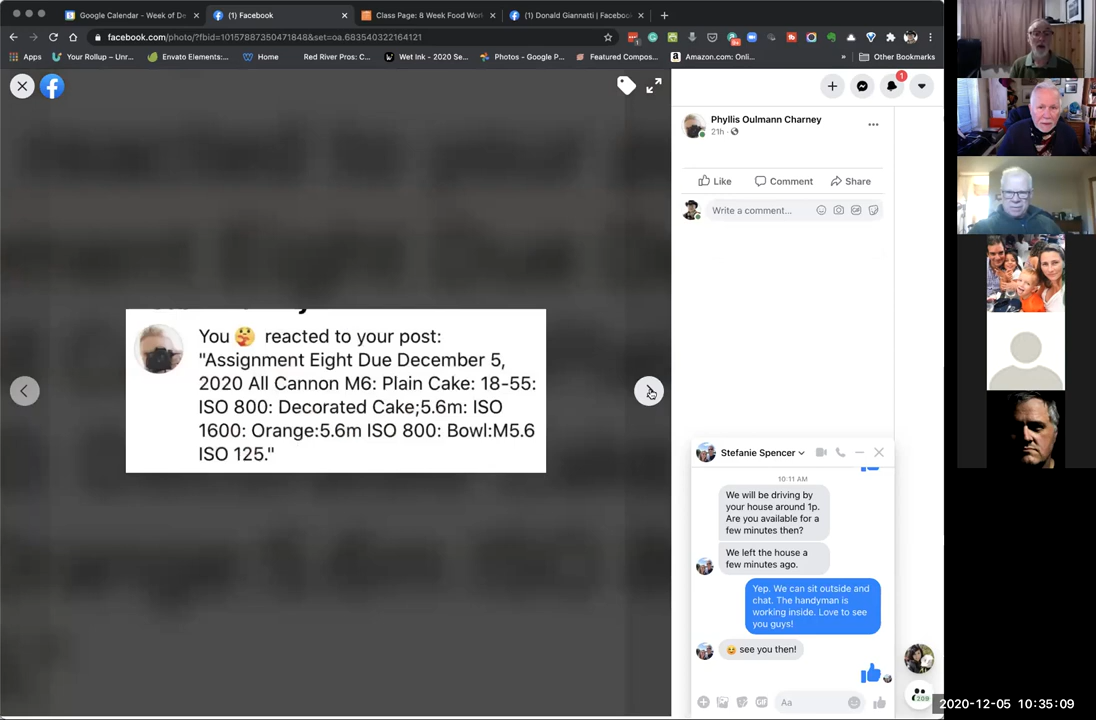 Google Calendar - Week of De
(1) Facebook
Class Page: 8 Week Food Wor
(1) Donald Giannatti | Facebook
facebook.com/photo/?fbid=10157887350471848&set=oa.683540322164121
Apps
Your Rollup – Unr...
Envato Elements:...
Home
Red River Pros: C...
Wet Ink - 2020 Se...
Photos - Google P...
Featured Compos...
Amazon.com: Onli...
»
Other Bookmarks
1
Phyllis Oulmann Charney
21h
Like
Comment
Share
Write a comment...
GIF
You 🤗 reacted to your post:
"Assignment Eight Due December 5,
2020 All Cannon M6: Plain Cake: 18-55:
ISO 800: Decorated Cake;5.6m: ISO
1600: Orange:5.6m ISO 800: Bowl:M5.6
ISO 125."
Stefanie Spencer
10:11 AM
We will be driving by
your house around 1p.
Are you available for a
few minutes then?
We left the house a
few minutes ago.
Yep. We can sit outside and
chat. The handyman is
working inside. Love to see
you guys!
😊 see you then!
GIF
Aa
209
2020-12-05 10:35:09